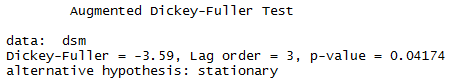 Augmented Dickey-Fuller Test
data:  dsm
Dickey-Fuller = -3.59, Lag order = 3, p-value = 0.04174
alternative hypothesis: stationary